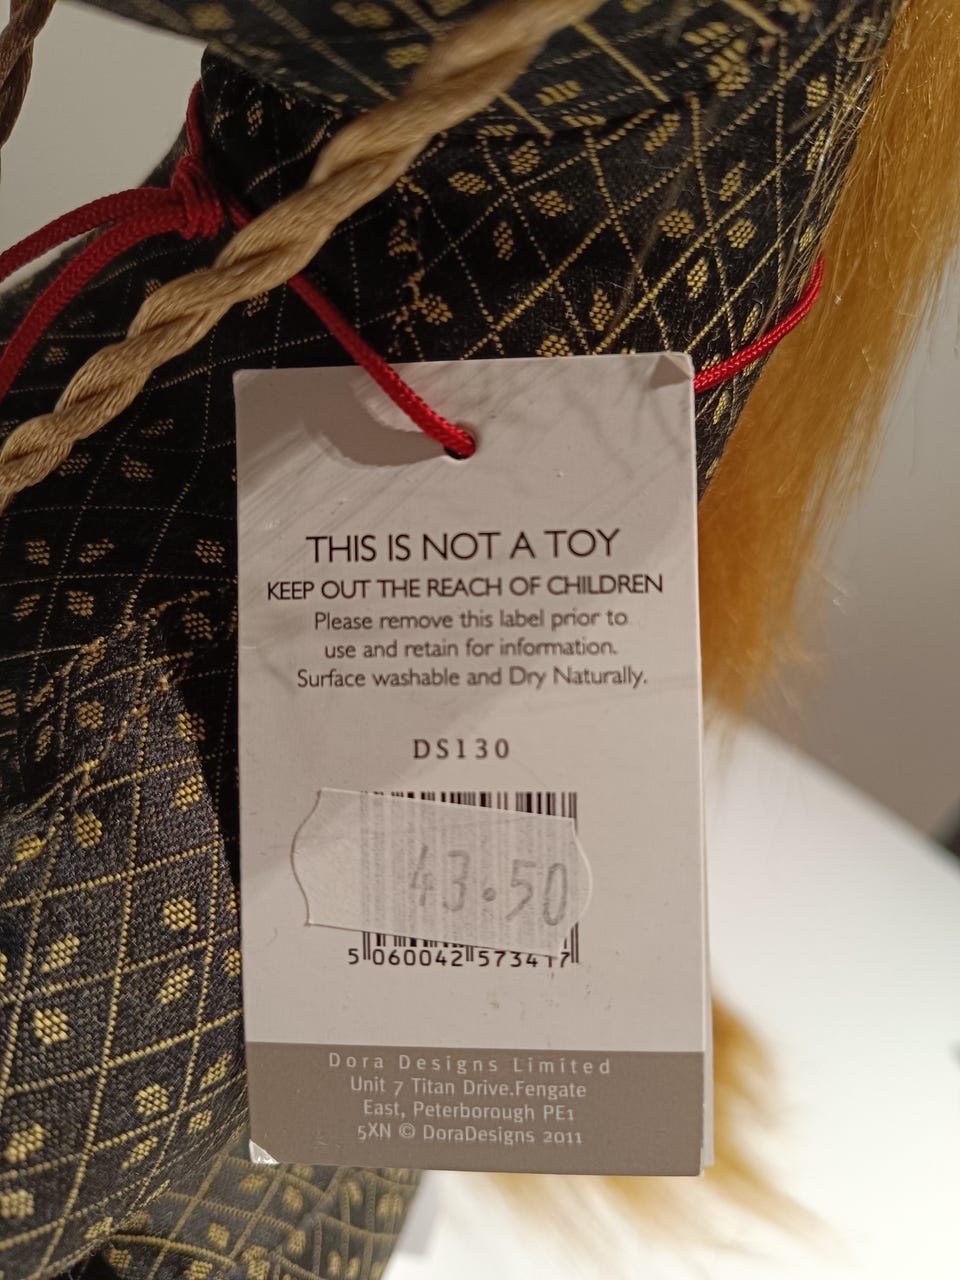 THIS IS NOT A TOY
KEEP OUT THE REACH OF CHILDREN
Please remove this label prior to
use and retain for information.
Surface washable and Dry Naturally.
DS130
43.50
5 060042 573417
Dora Designs Limited
Unit 7 Titan Drive.Fengate
East, Peterborough PE1
5XN © DoraDesigns 2011